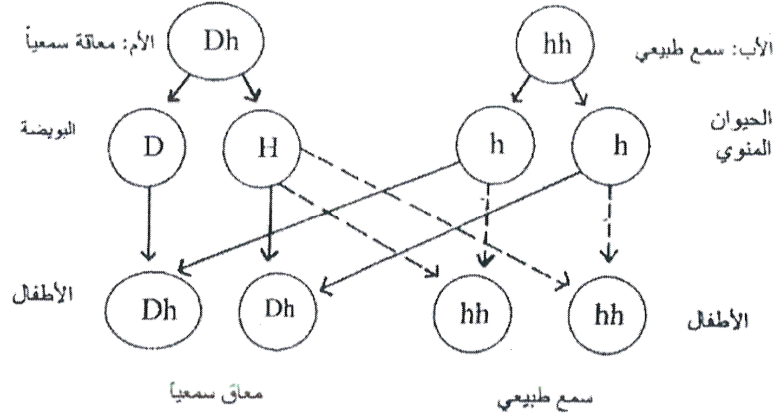 الأم: معاقة سمعياً
Dh
hh
الأب: سمع طبيعي
البويضة
D
H
h
h
الحيوان
المنوي
الأطفال
Dh
Dh
hh
hh
الأطفال
معاق سمعياً
سمع طبيعي